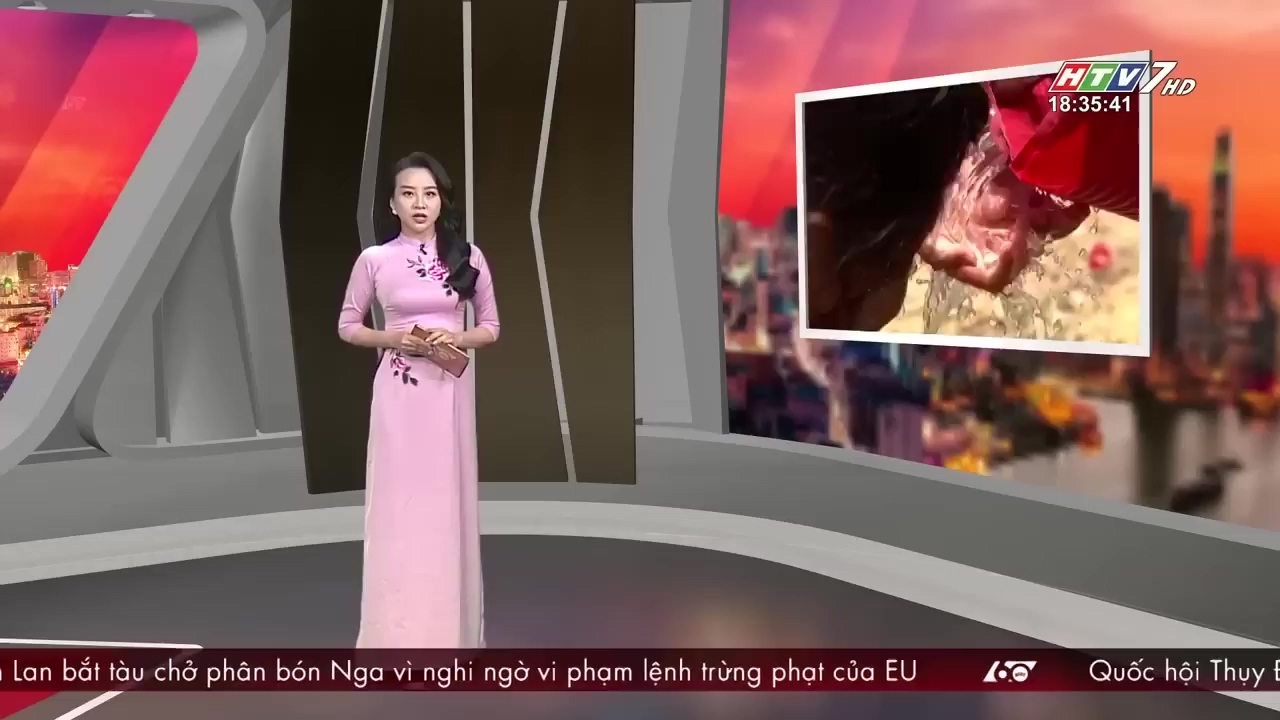 HTV7 HD
18:35:41
Lan bắt tàu chở phân bón Nga vì nghi ngờ vi phạm lệnh trừng phạt của EU
60
Quốc hội Thụy